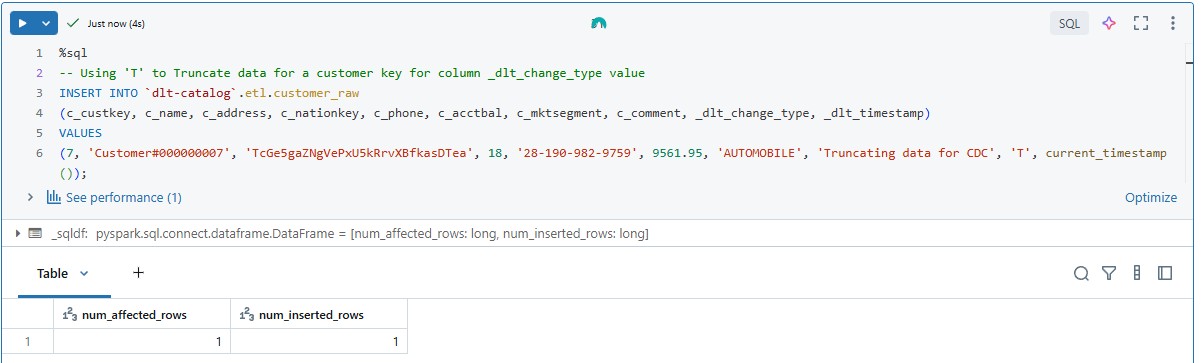 Just now (4s)
SQL
1 %sql
2 -- Using 'T' to Truncate data for a customer key for column _dlt_change_type value
3 INSERT INTO `dlt-catalog`.etl.customer_raw
4 (c_custkey, c_name, c_address, c_nationkey, c_phone, c_acctbal, c_mktsegment, c_comment, _dlt_change_type, _dlt_timestamp)
5 VALUES
6 (7, 'Customer#000000007', 'TcGe5gaZNgVePxU5kRrvXBfkasDTea', 18, '28-190-982-9759', 9561.95, 'AUTOMOBILE', 'Truncating data for CDC', 'T', current_timestamp
());
See performance (1)
Optimize
_sqldf: pyspark.sql.connect.dataframe.DataFrame = [num_affected_rows: long, num_inserted_rows: long]
Table +
123 num_affected_rows 123 num_inserted_rows
1 1 1